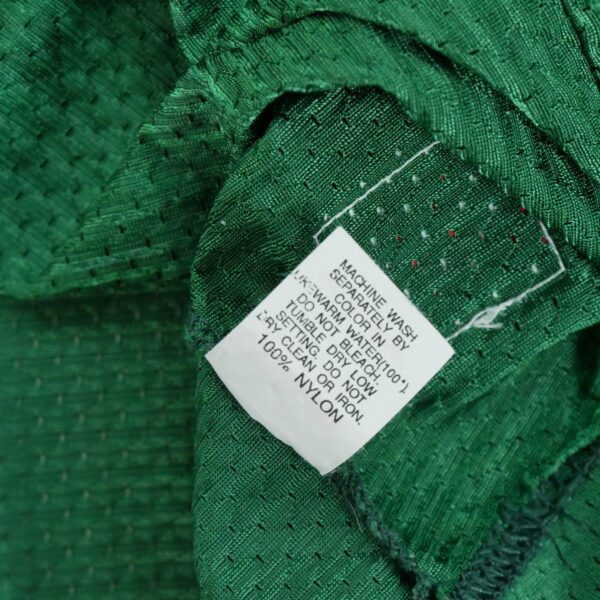 MACHINE WASH
SEPARATELY BY
COLOR IN
LUKEWARM WATER(100°).
DO NOT BLEACH
TUMBLE DRY LOW
SETTING. DO NOT
DRY CLEAN OR IRON.
100% NYLON